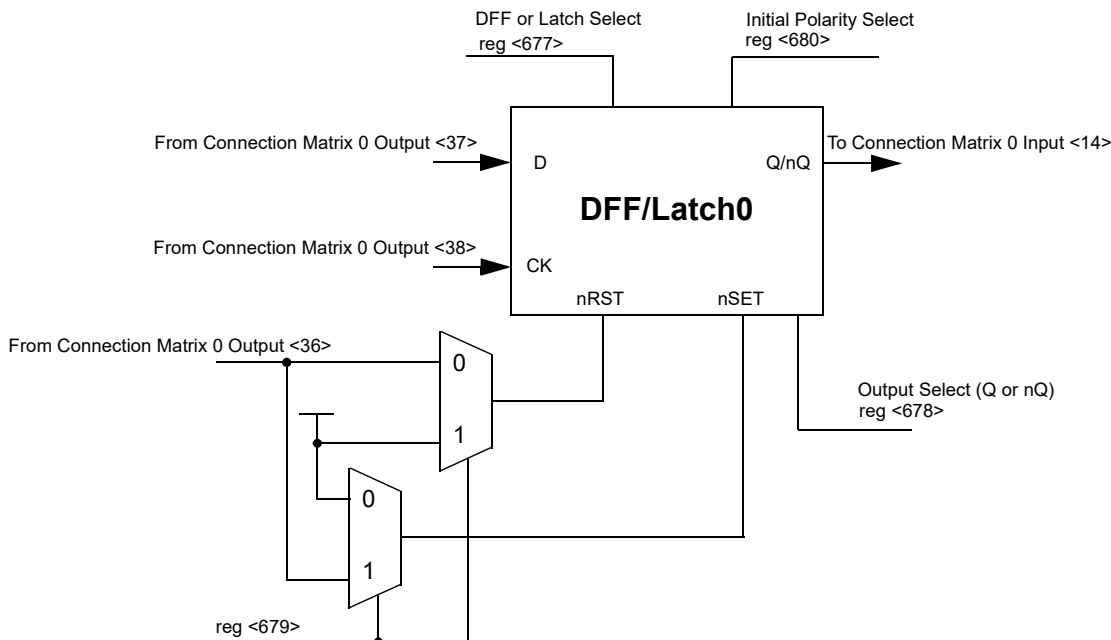 DFF or Latch Select
reg <677>
Initial Polarity Select
reg <680>
From Connection Matrix 0 Output <37>
D
Q/nQ
To Connection Matrix 0 Input <14>
DFF/Latch0
From Connection Matrix 0 Output <38>
CK
nRST
nSET
From Connection Matrix 0 Output <36>
0
1
Output Select (Q or nQ)
reg <678>
0
1
reg <679>